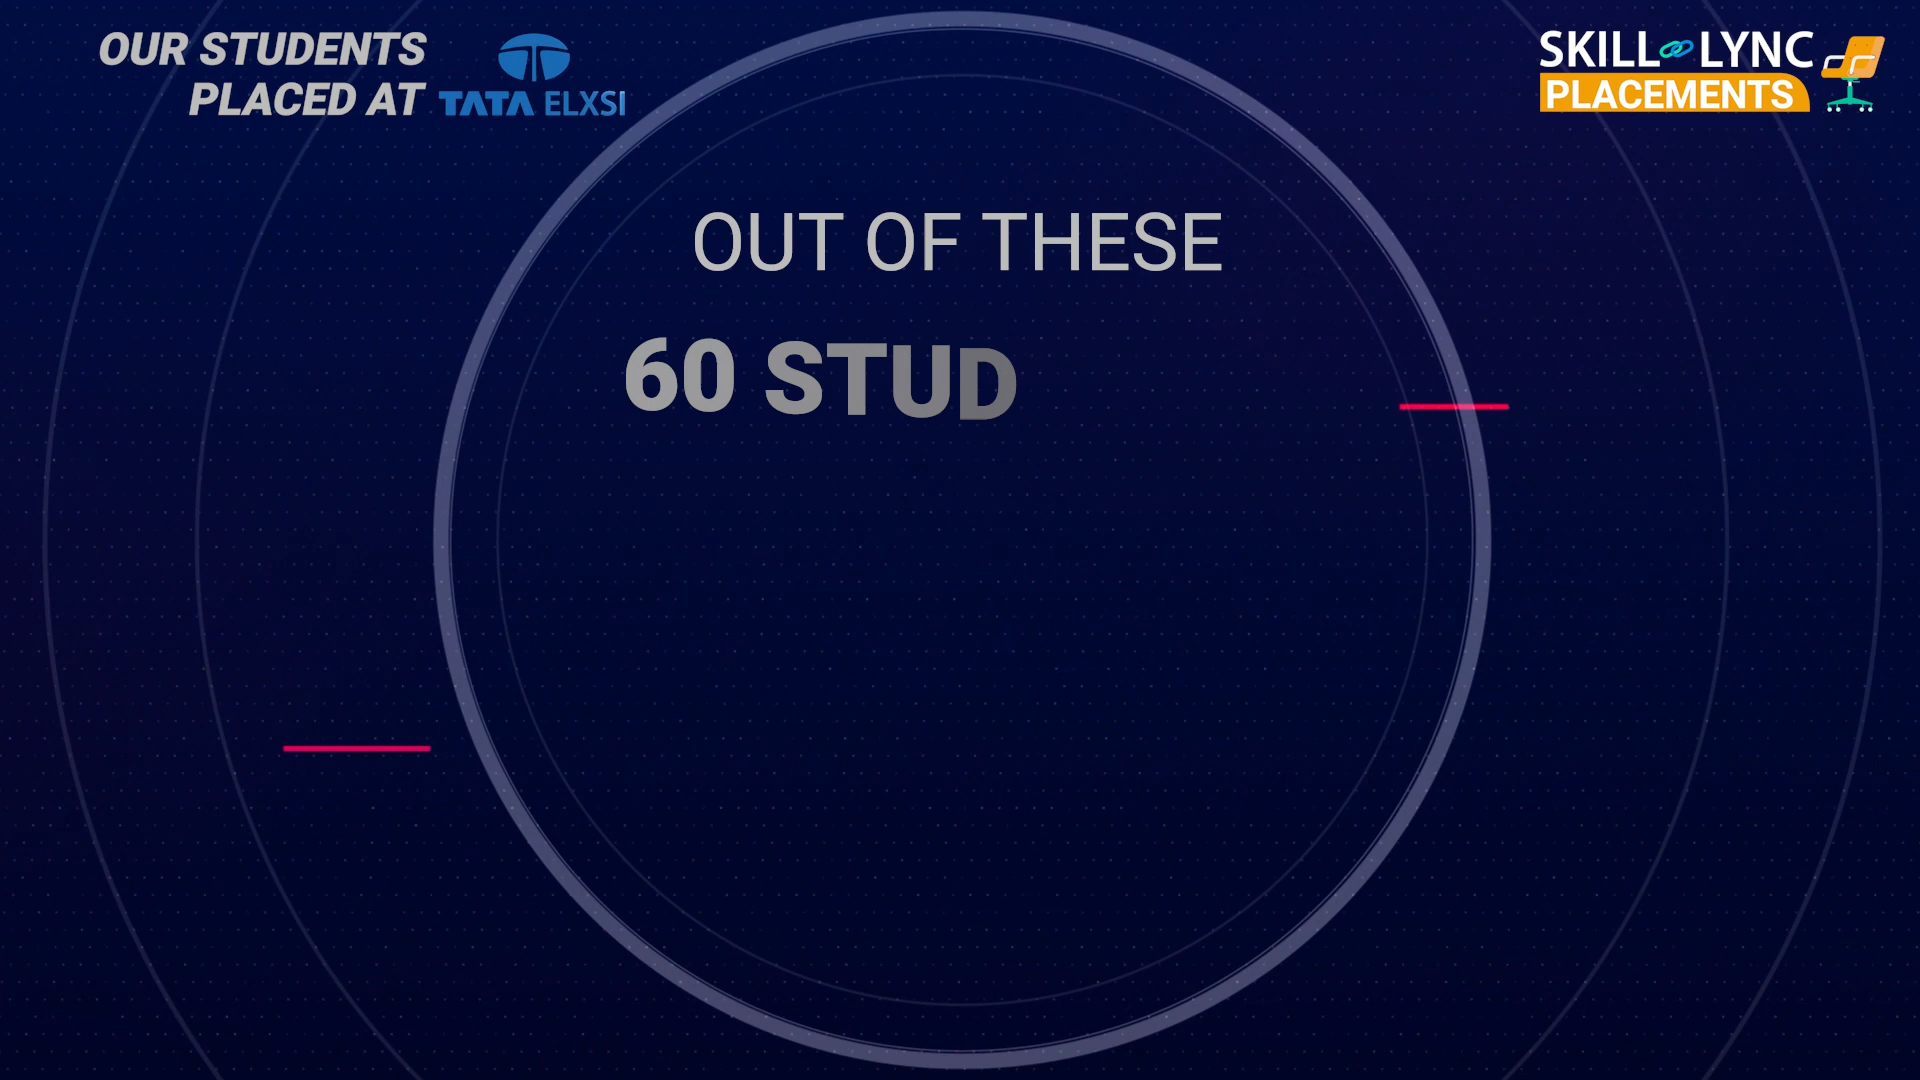 OUR STUDENTS
PLACED AT TATA ELXSI
SKILL LYNC
PLACEMENTS
OUT OF THESE
60 STUD